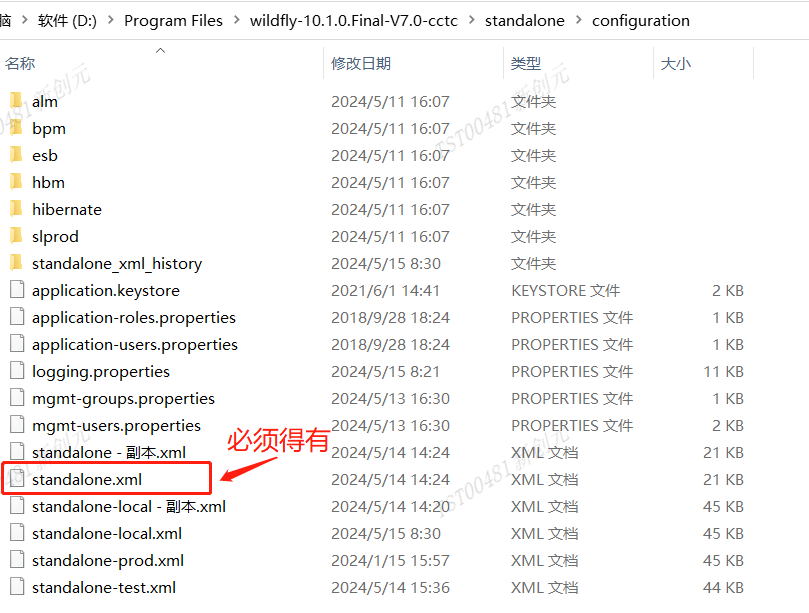 脑 > 软件 (D:) > Program Files > wildfly-10.1.0.Final-V7.0-cctc > standalone > configuration
名称 修改日期 类型 大小
alm 2024/5/11 16:07 文件夹
bpm 2024/5/11 16:07 文件夹
esb 2024/5/11 16:07 文件夹
hbm 2024/5/11 16:07 文件夹
hibernate 2024/5/11 16:07 文件夹
slprod 2024/5/11 16:07 文件夹
standalone_xml_history 2024/5/15 8:30 文件夹
application.keystore 2021/6/1 14:41 KEYSTORE 文件 2 KB
application-roles.properties 2018/9/28 18:24 PROPERTIES 文件 1 KB
application-users.properties 2018/9/28 18:24 PROPERTIES 文件 1 KB
logging.properties 2024/5/15 8:21 PROPERTIES 文件 11 KB
mgmt-groups.properties 2024/5/13 16:30 PROPERTIES 文件 1 KB
mgmt-users.properties 2024/5/13 16:30 PROPERTIES 文件 2 KB
必须得有
standalone - 副本.xml 2024/5/14 14:24 XML 文档 21 KB
standalone.xml 2024/5/14 14:24 XML 文档 21 KB
standalone-local - 副本.xml 2024/5/14 14:20 XML 文档 45 KB
standalone-local.xml 2024/5/15 8:30 XML 文档 45 KB
standalone-prod.xml 2024/1/15 15:57 XML 文档 45 KB
standalone-test.xml 2024/5/14 15:36 XML 文档 44 KB
TST00481 新创元
TST00481 新创元